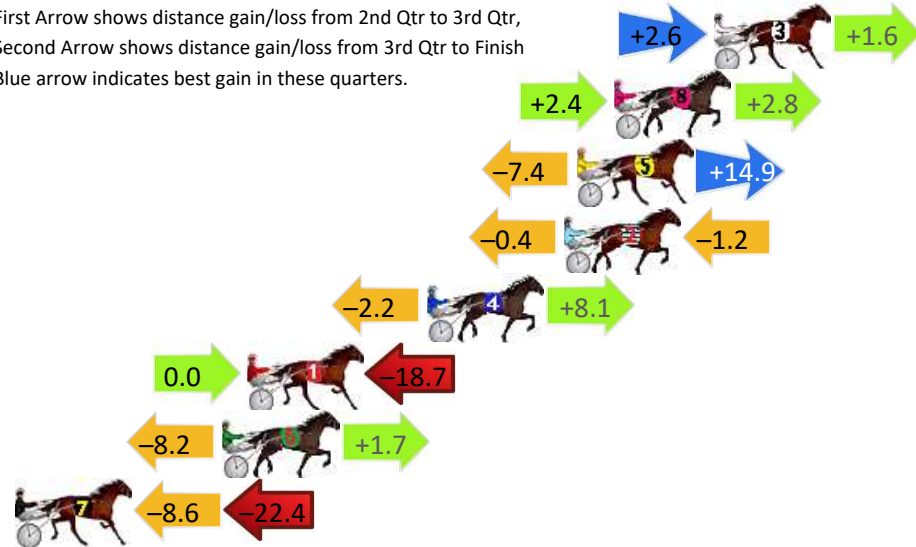 First Arrow shows distance gain/loss from 2nd Qtr to 3rd Qtr,
Second Arrow shows distance gain/loss from 3rd Qtr to Finish
Blue arrow indicates best gain in these quarters.
+2.6 3 +1.6
+2.4 8 +2.8
−7.4 5 +14.9
−0.4 2 −1.2
−2.2 4 +8.1
0.0 1 −18.7
−8.2 6 +1.7
7 −8.6 −22.4